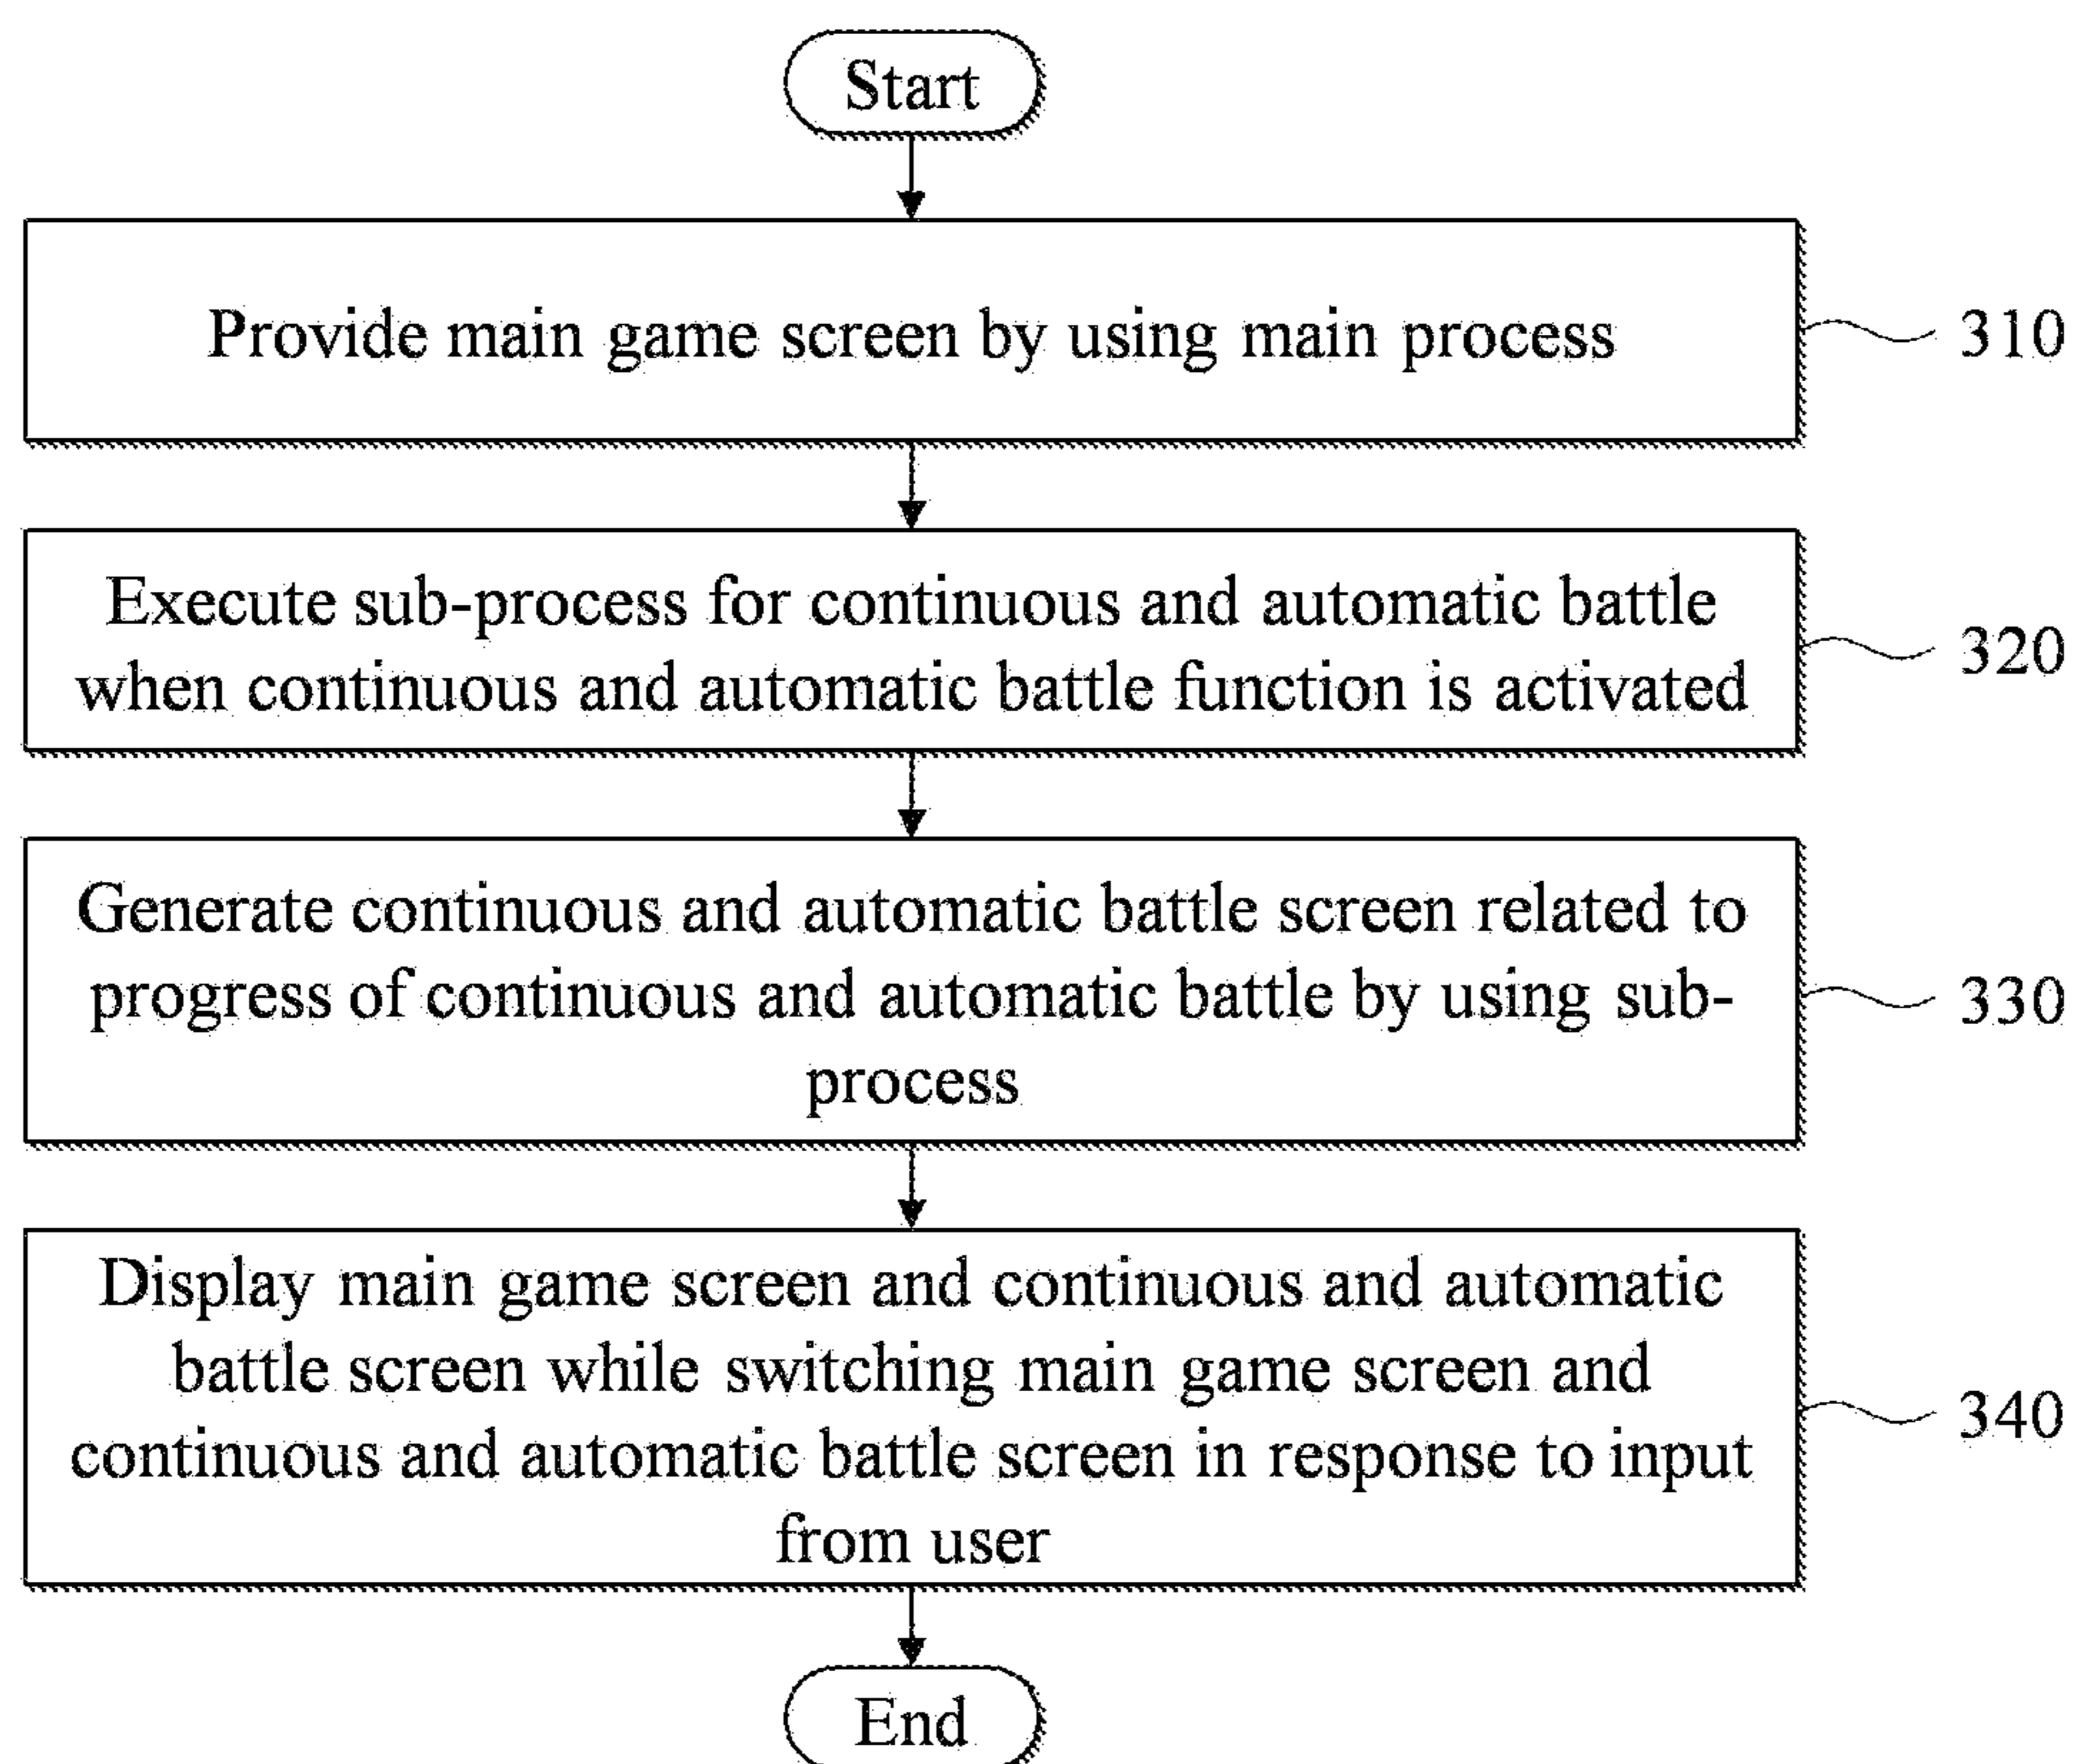 Start
Provide main game screen by using main process
310
Execute sub-process for continuous and automatic battle
when continuous and automatic battle function is activated
320
Generate continuous and automatic battle screen related to
progress of continuous and automatic battle by using sub-
process
330
Display main game screen and continuous and automatic
battle screen while switching main game screen and
continuous and automatic battle screen in response to input
from user
340
End